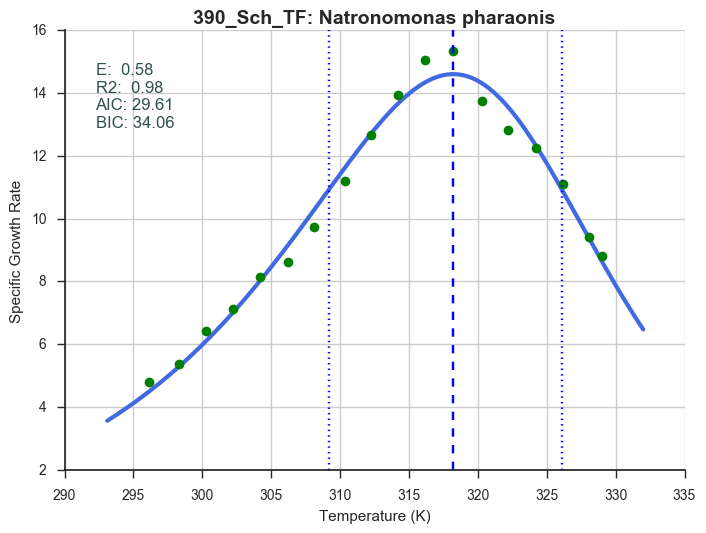 390_Sch_TF: Natronomonas pharaonis
E:  0.58
R2:  0.98
AIC: 29.61
BIC: 34.06
Specific Growth Rate
16
14
12
10
8
6
4
2
290 295 300 305 310 315 320 325 330 335
Temperature (K)